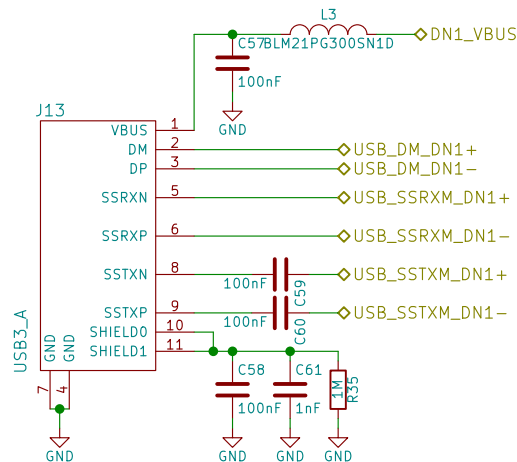 L3
C57
BLM21PG300SN1D
DN1_VBUS
100nF
GND
J13
VBUS
1
DM
2
USB_DM_DN1+
DP
3
USB_DM_DN1-
SSRXN
5
USB_SSRXM_DN1+
SSRXP
6
USB_SSRXM_DN1-
SSTXN
8
100nF
C59
USB_SSTXM_DN1+
SSTXP
9
100nF
C60
USB_SSTXM_DN1-
SHIELD0
10
SHIELD1
11
USB3_A
GND
GND
7
4
C58
100nF
C61
1nF
1M
R35
GND
GND
GND
GND